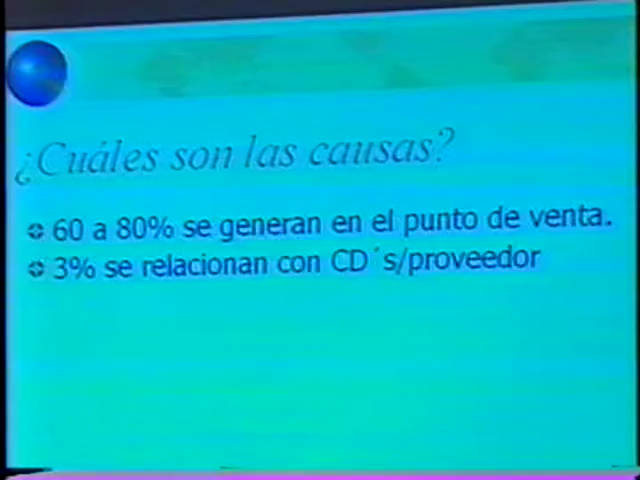 ¿Cuáles son las causas?
60 a 80% se generan en el punto de venta.
3% se relacionan con CD´s/proveedor